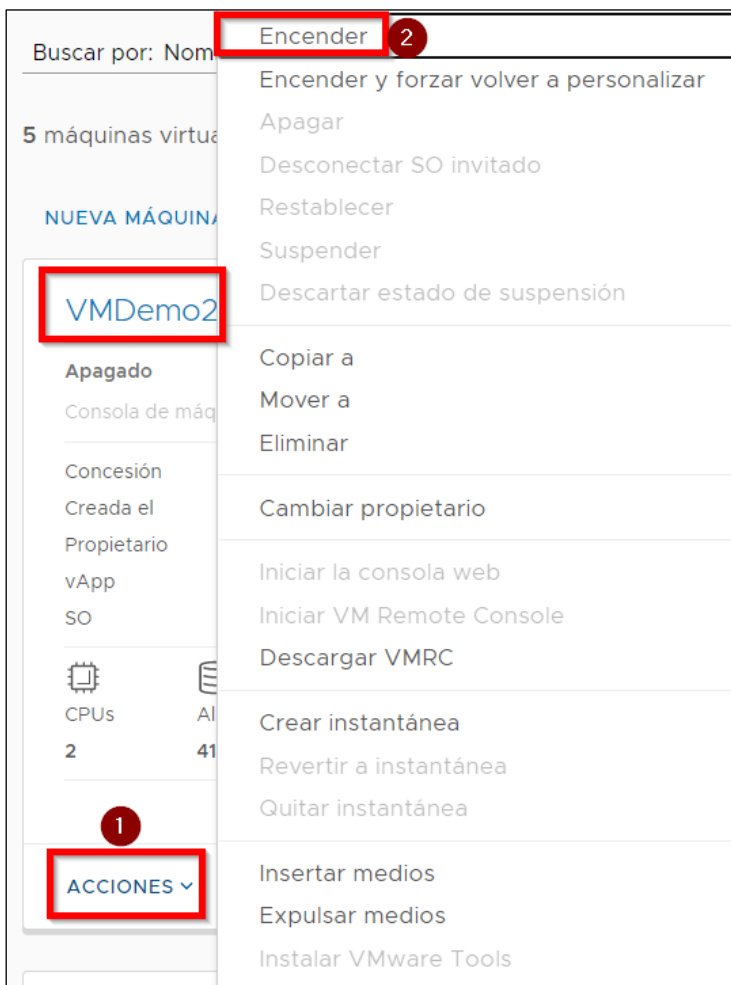 Buscar por: Nom
5 máquinas virtua
NUEVA MÁQUINA
VMDemo2
Apagado
Consola de máq
Concesión
Creada el
Propietario
vApp
SO
CPUs
Al
2
41
1
ACCIONES
Encender
2
Encender y forzar volver a personalizar
Apagar
Desconectar SO invitado
Restablecer
Suspender
Descartar estado de suspensión
Copiar a
Mover a
Eliminar
Cambiar propietario
Iniciar la consola web
Iniciar VM Remote Console
Descargar VMRC
Crear instantánea
Revertir a instantánea
Quitar instantánea
Insertar medios
Expulsar medios
Instalar VMware Tools